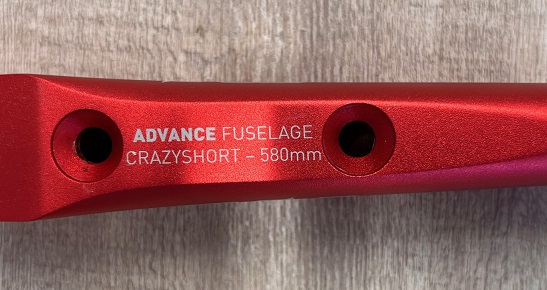 ADVANCE FUSELAGE
CRAZYSHORT – 580mm